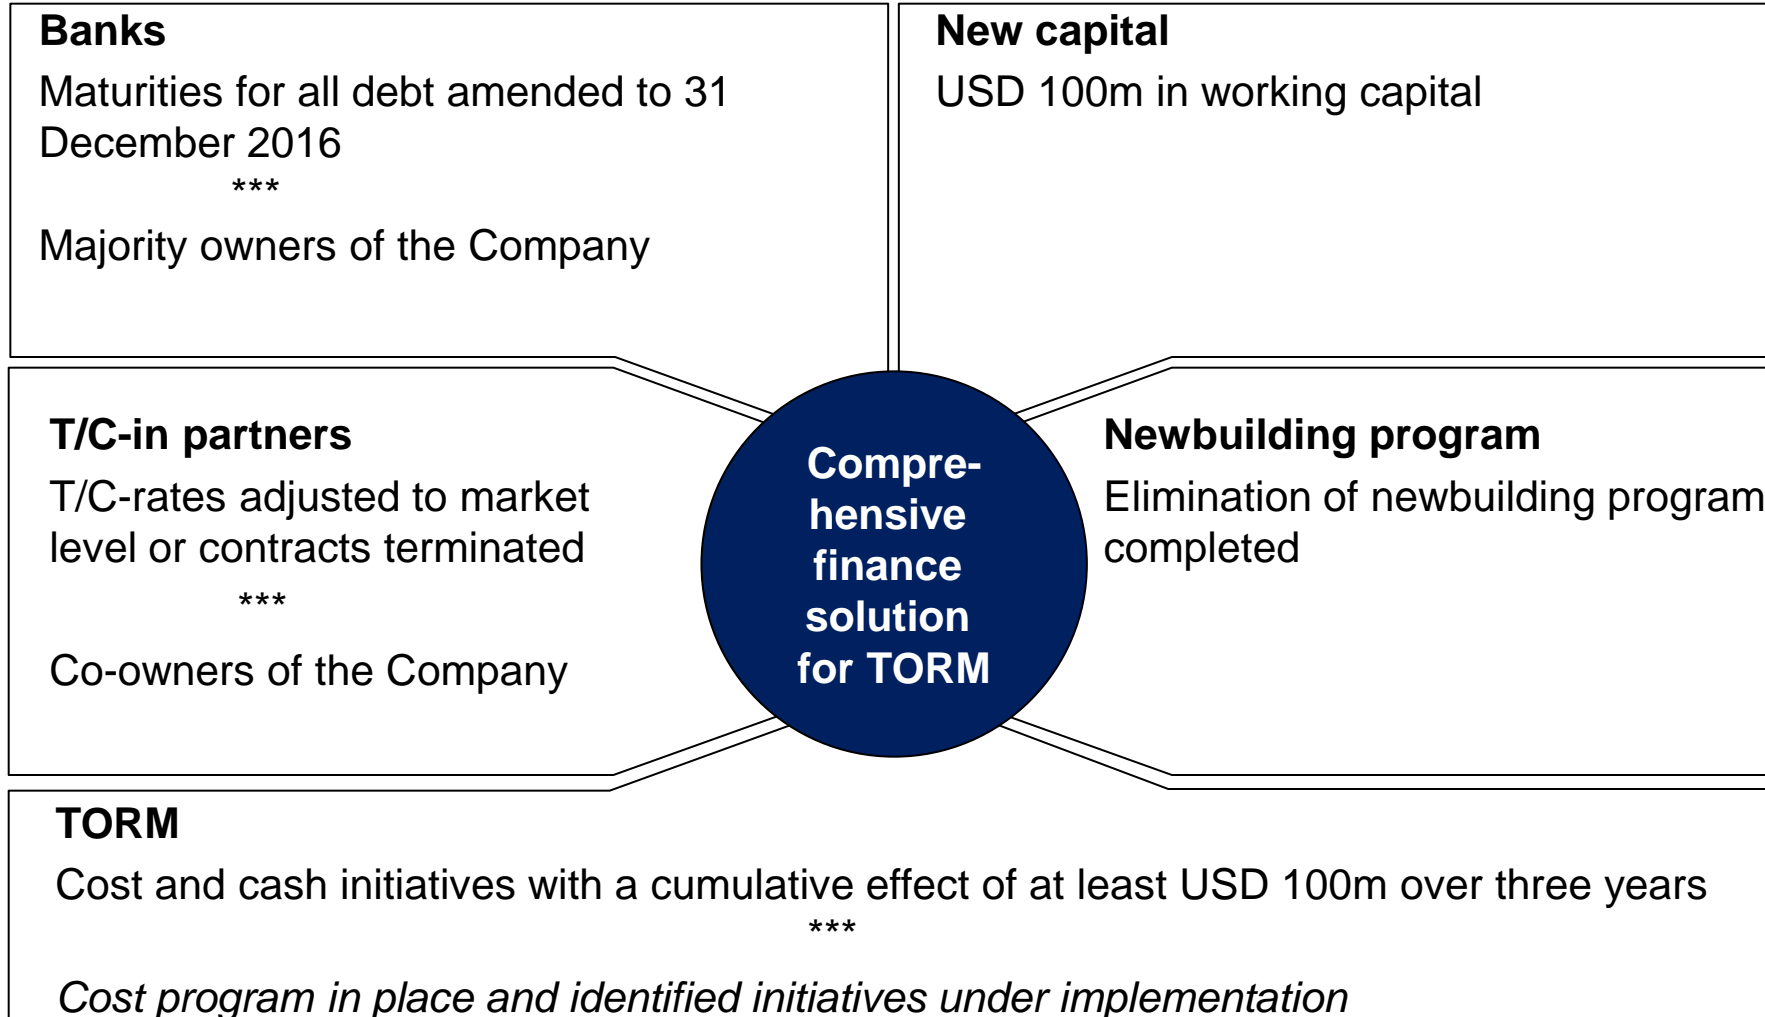 Banks
Maturities for all debt amended to 31
December 2016
***
Majority owners of the Company
New capital
USD 100m in working capital
T/C-in partners
T/C-rates adjusted to market
level or contracts terminated
***
Co-owners of the Company
Compre-
hensive
finance
solution
for TORM
Newbuilding program
Elimination of newbuilding program
completed
TORM
Cost and cash initiatives with a cumulative effect of at least USD 100m over three years
***
Cost program in place and identified initiatives under implementation